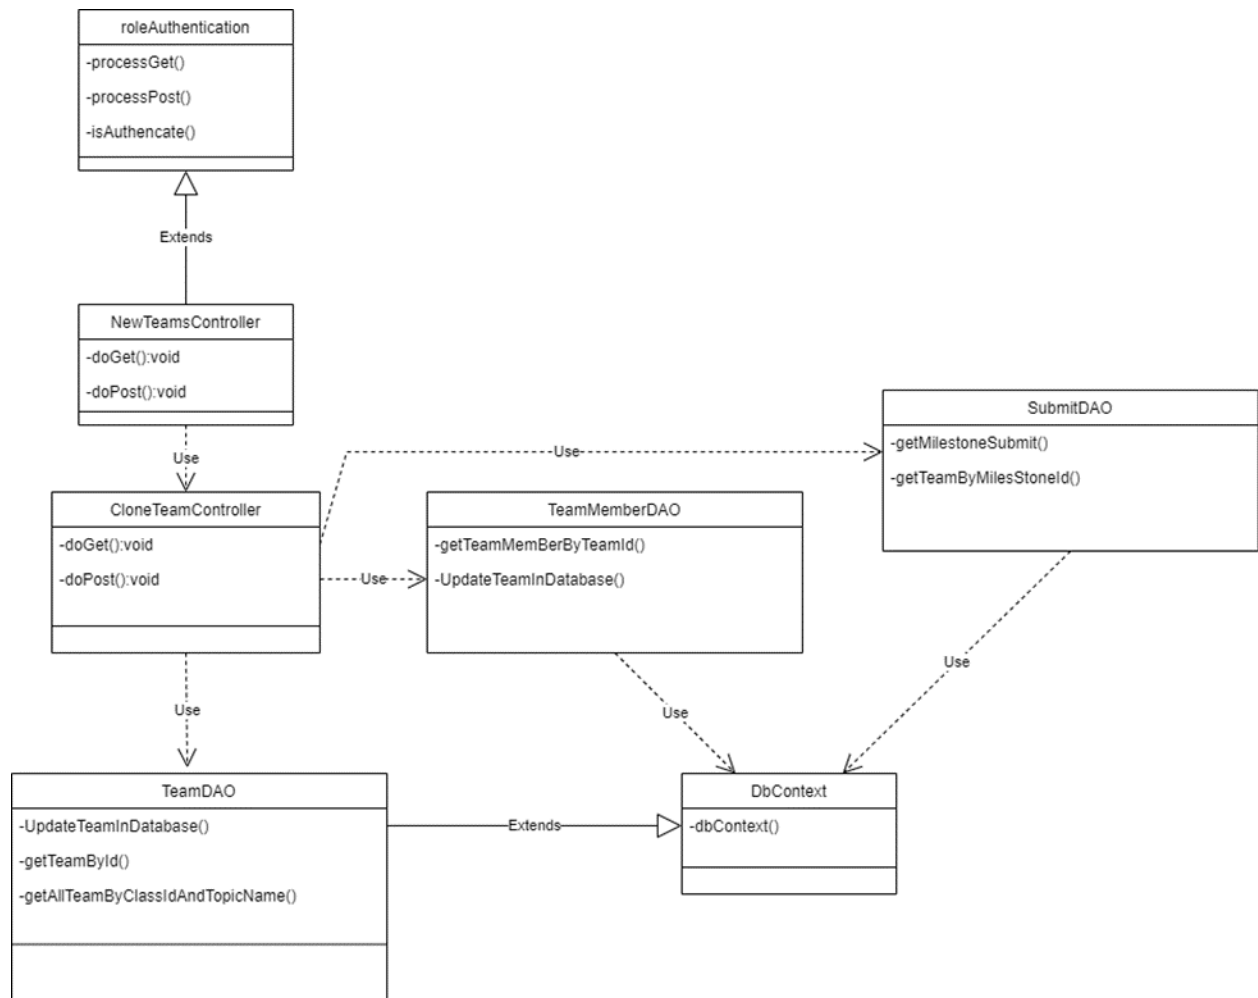 roleAuthentication
-processGet()
-processPost()
-isAuthencate()
Extends
NewTeamsController
-doGet():void
-doPost():void
Use
CloneTeamController
-doGet():void
-doPost():void
Use
SubmitDAO
-getMilestoneSubmit()
-getTeamByMilesStoneId()
Use
TeamMemberDAO
-getTeamMemBerByTeamId()
-UpdateTeamInDatabase()
Use
Use
Use
TeamDAO
-UpdateTeamInDatabase()
-getTeamById()
-getAllTeamByClassIdAndTopicName()
Extends
DbContext
-dbContext()